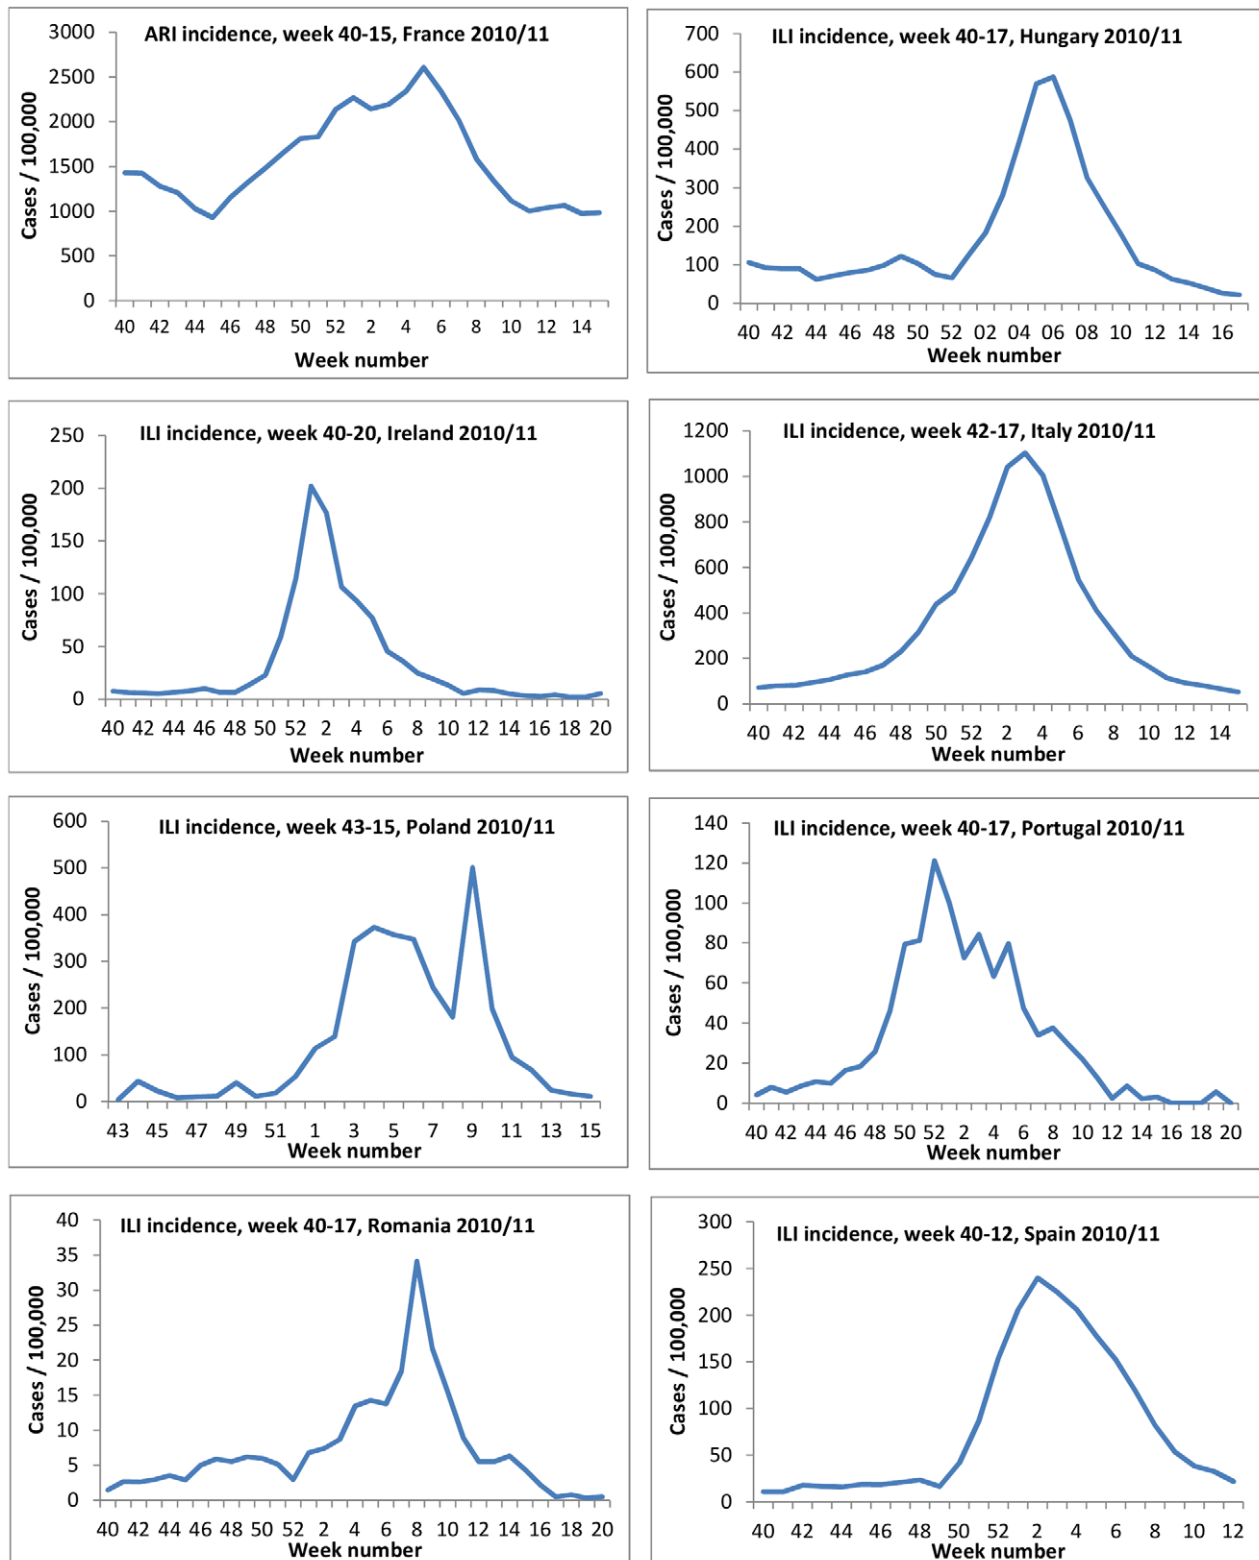 ARI incidence, week 40-15, France 2010/11
Cases / 100,000
3000
2500
2000
1500
1000
500
0
40 42 44 46 48 50 52 2 4 6 8 10 12 14
Week number
ILI incidence, week 40-17, Hungary 2010/11
Cases / 100,000
700
600
500
400
300
200
100
0
40 42 44 46 48 50 52 02 04 06 08 10 12 14 16
Week number
ILI incidence, week 40-20, Ireland 2010/11
Cases / 100,000
250
200
150
100
50
0
40 42 44 46 48 50 52 2 4 6 8 10 12 14 16 18 20
Week number
ILI incidence, week 42-17, Italy 2010/11
Cases / 100,000
1200
1000
800
600
400
200
0
40 42 44 46 48 50 52 2 4 6 8 10 12 14
Week number
ILI incidence, week 43-15, Poland 2010/11
Cases / 100,000
600
500
400
300
200
100
0
43 45 47 49 51 1 3 5 7 9 11 13 15
Week number
ILI incidence, week 40-17, Portugal 2010/11
Cases / 100,000
140
120
100
80
60
40
20
0
40 42 44 46 48 50 52 2 4 6 8 10 12 14 16 18 20
Week number
ILI incidence, week 40-17, Romania 2010/11
Cases / 100,000
40
35
30
25
20
15
10
5
0
40 42 44 46 48 50 52 2 4 6 8 10 12 14 16 18 20
Week number
ILI incidence, week 40-12, Spain 2010/11
Cases / 100,000
300
250
200
150
100
50
0
40 42 44 46 48 50 52 2 4 6 8 10 12
Week number